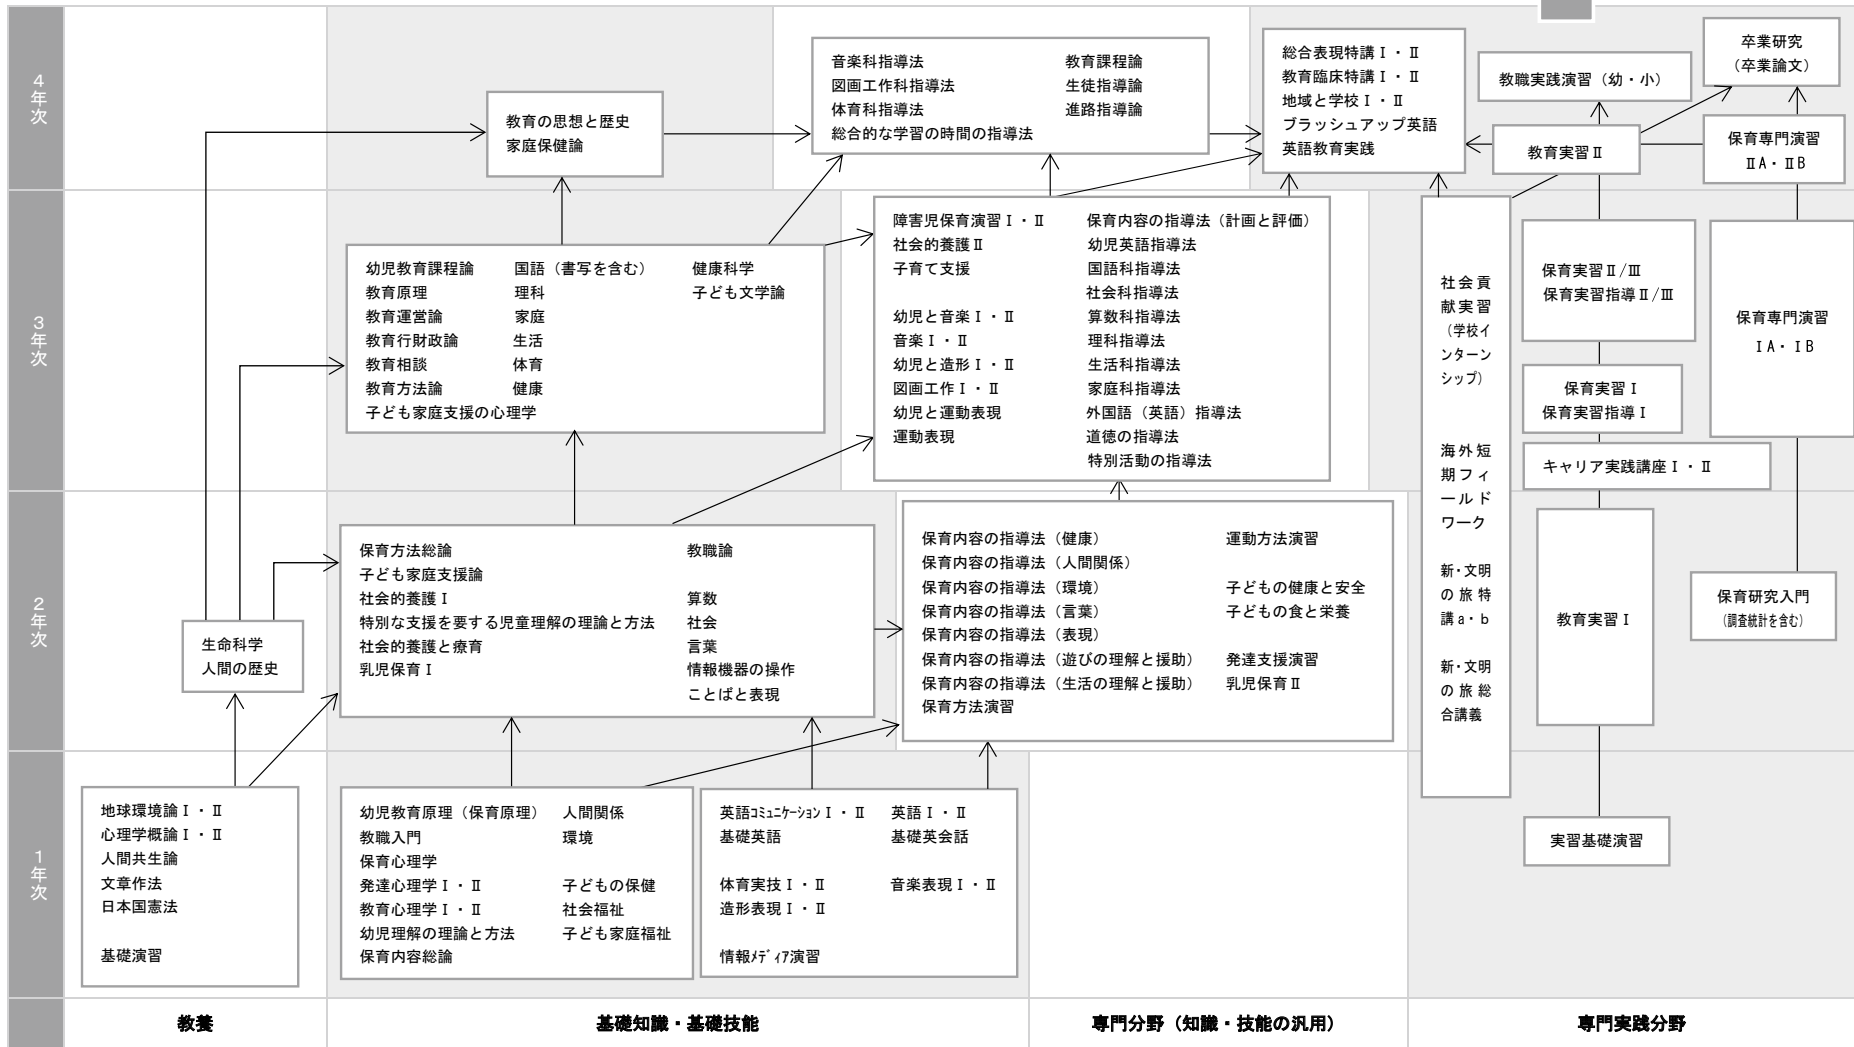 4年次
音楽科指導法
図画工作科指導法
体育科指導法
総合的な学習の時間の指導法
教育課程論
生徒指導論
進路指導論
総合表現特講Ⅰ・Ⅱ
教育臨床特講Ⅰ・Ⅱ
地域と学校Ⅰ・Ⅱ
ブラッシュアップ英語
英語教育実践
教職実践演習（幼・小）
卒業研究
（卒業論文）
教育の思想と歴史
家庭保健論
教育実習Ⅱ
保育専門演習
ⅡA・ⅡB
3年次
幼児教育課程論
教育原理
教育運営論
教育行財政論
教育相談
教育方法論
子ども家庭支援の心理学
国語（書写を含む）
理科
家庭
生活
体育
健康
健康科学
子ども文学論
障害児保育演習Ⅰ・Ⅱ
社会的養護Ⅱ
子育て支援
幼児と音楽Ⅰ・Ⅱ
音楽Ⅰ・Ⅱ
幼児と造形Ⅰ・Ⅱ
図画工作Ⅰ・Ⅱ
幼児と運動表現
運動表現
保育内容の指導法（計画と評価）
幼児英語指導法
国語科指導法
社会科指導法
算数科指導法
理科指導法
生活科指導法
家庭科指導法
外国語（英語）指導法
道徳の指導法
特別活動の指導法
社会貢
献実習
（学校イ
ンターン
シップ）
海外短
期フィ
ールド
ワーク
新・文明
の旅特
講a・b
新・文明
の旅総
合講義
保育実習Ⅱ/Ⅲ
保育実習指導Ⅱ/Ⅲ
保育実習Ⅰ
保育実習指導Ⅰ
キャリア実践講座Ⅰ・Ⅱ
保育専門演習
ⅠA・ⅠB
2年次
生命科学
人間の歴史
保育方法総論
子ども家庭支援論
社会的養護Ⅰ
特別な支援を要する児童理解の理論と方法
社会的養護と療育
乳児保育Ⅰ
教職論
算数
社会
言葉
情報機器の操作
ことばと表現
保育内容の指導法（健康）
保育内容の指導法（人間関係）
保育内容の指導法（環境）
保育内容の指導法（言葉）
保育内容の指導法（表現）
保育内容の指導法（遊びの理解と援助）
保育内容の指導法（生活の理解と援助）
保育方法演習
運動方法演習
子どもの健康と安全
子どもの食と栄養
発達支援演習
乳児保育Ⅱ
教育実習Ⅰ
保育研究入門
（調査統計を含む）
1年次
地球環境論Ⅰ・Ⅱ
心理学概論Ⅰ・Ⅱ
人間共生論
文章作法
日本国憲法
基礎演習
幼児教育原理（保育原理）
教職入門
保育心理学
発達心理学Ⅰ・Ⅱ
教育心理学Ⅰ・Ⅱ
幼児理解の理論と方法
保育内容総論
人間関係
環境
子どもの保健
社会福祉
子ども家庭福祉
英語ｺﾐｭﾆｹｰｼｮﾝⅠ・Ⅱ
基礎英語
体育実技Ⅰ・Ⅱ
造形表現Ⅰ・Ⅱ
情報ﾒﾃﾞｨｱ演習
英語Ⅰ・Ⅱ
基礎英会話
音楽表現Ⅰ・Ⅱ
実習基礎演習
教養
基礎知識・基礎技能
専門分野（知識・技能の汎用）
専門実践分野